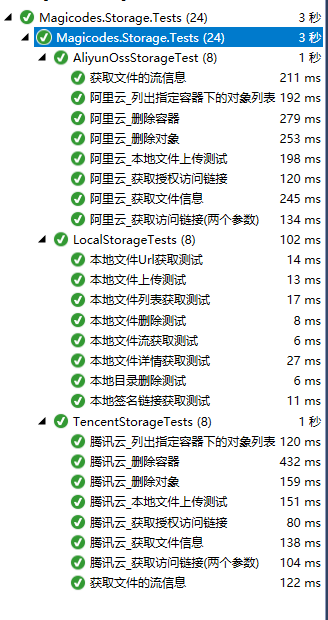 Magicodes.Storage.Tests (24) 3 秒
Magicodes.Storage.Tests (24) 3 秒
AliyunOssStorageTest (8) 1 秒
获取文件的流信息 211 ms
阿里云_列出指定容器下的对象列表 192 ms
阿里云_删除容器 279 ms
阿里云_删除对象 253 ms
阿里云_本地文件上传测试 198 ms
阿里云_获取授权访问链接 120 ms
阿里云_获取文件信息 245 ms
阿里云_获取访问链接(两个参数) 134 ms
LocalStorageTests (8) 102 ms
本地文件Url获取测试 14 ms
本地文件上传测试 13 ms
本地文件列表获取测试 17 ms
本地文件删除测试 8 ms
本地文件流获取测试 6 ms
本地文件详情获取测试 27 ms
本地目录删除测试 6 ms
本地签名链接获取测试 11 ms
TencentStorageTests (8) 1 秒
腾讯云_列出指定容器下的对象列表 120 ms
腾讯云_删除容器 432 ms
腾讯云_删除对象 159 ms
腾讯云_本地文件上传测试 151 ms
腾讯云_获取授权访问链接 80 ms
腾讯云_获取文件信息 138 ms
腾讯云_获取访问链接(两个参数) 104 ms
获取文件的流信息 122 ms